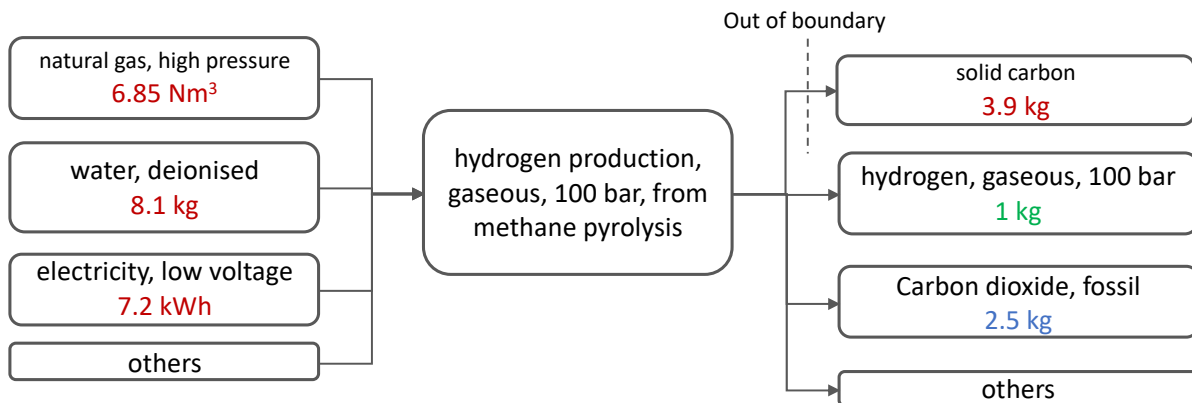 natural gas, high pressure
6.85 Nm³
water, deionised
8.1 kg
electricity, low voltage
7.2 kWh
others
hydrogen production,
gaseous, 100 bar, from
methane pyrolysis
Out of boundary
solid carbon
3.9 kg
hydrogen, gaseous, 100 bar
1 kg
Carbon dioxide, fossil
2.5 kg
others